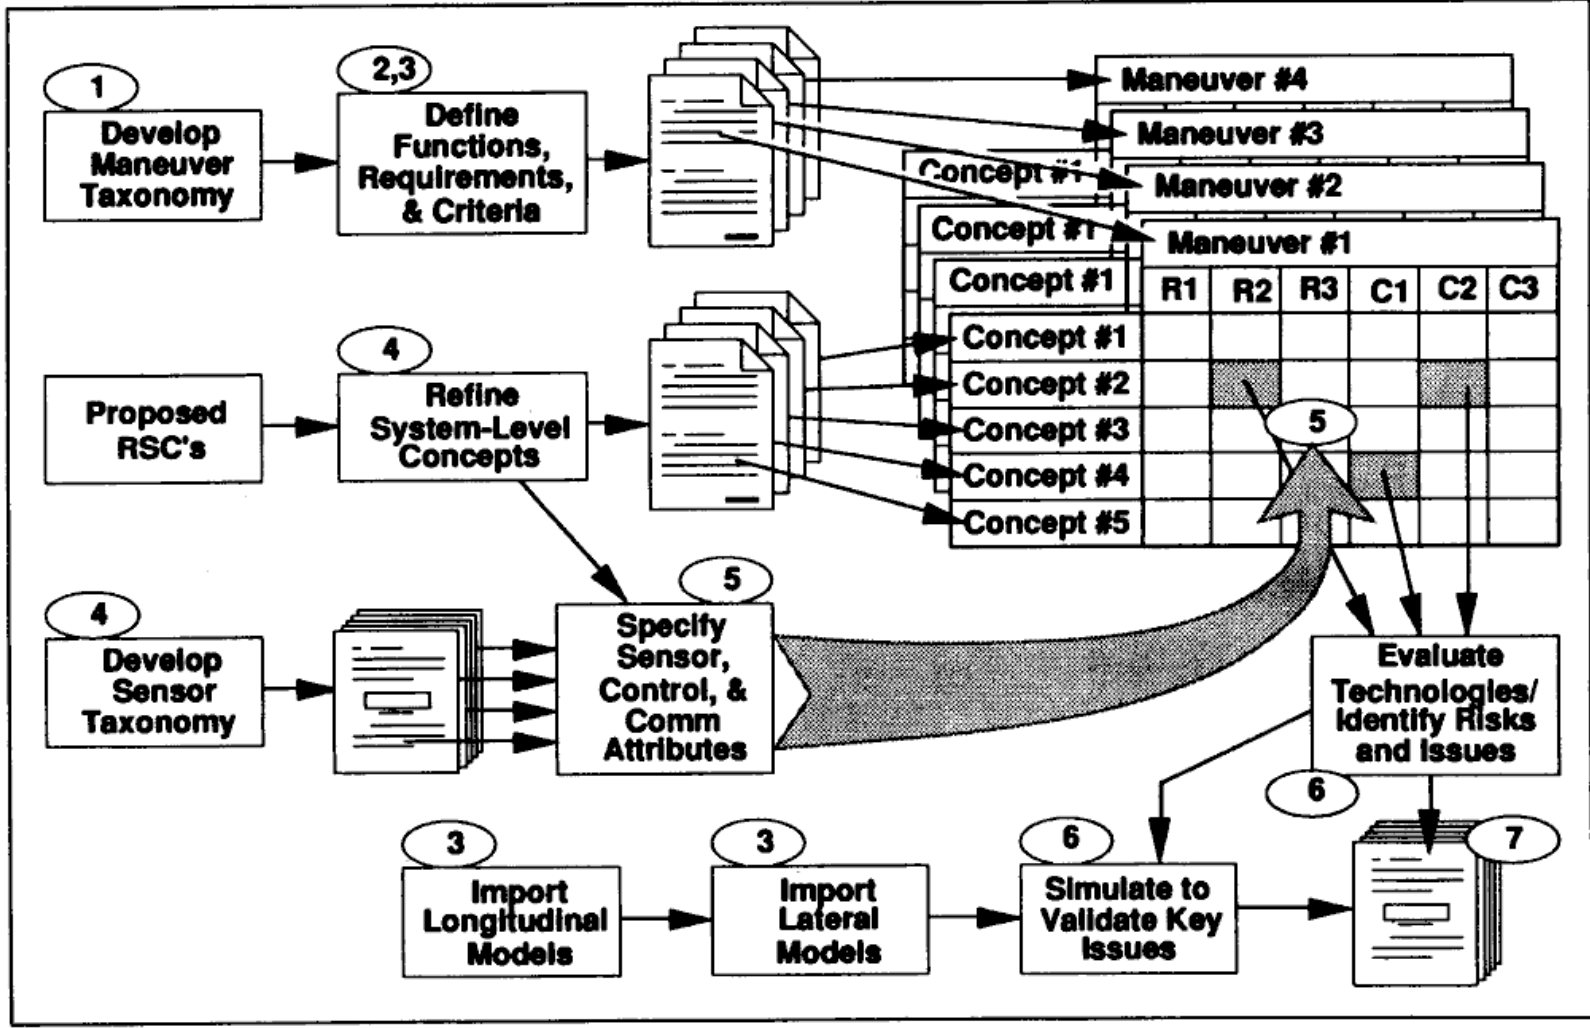 1
Develop
Maneuver
Taxonomy
2,3
Define
Functions,
Requirements,
& Criteria
Maneuver #4
Maneuver #3
Maneuver #2
Maneuver #1
Concept #1
Concept #1
Concept #1
R1 R2 R3 C1 C2 C3
Concept #1
Concept #2
Concept #3
Concept #4
Concept #5
5
Proposed
RSC's
4
Refine
System-Level
Concepts
4
Develop
Sensor
Taxonomy
5
Specify
Sensor,
Control, &
Comm
Attributes
Evaluate
Technologies/
Identify Risks
and Issues
6
3
Import
Longitudinal
Models
3
Import
Lateral
Models
6
Simulate to
Validate Key
Issues
7